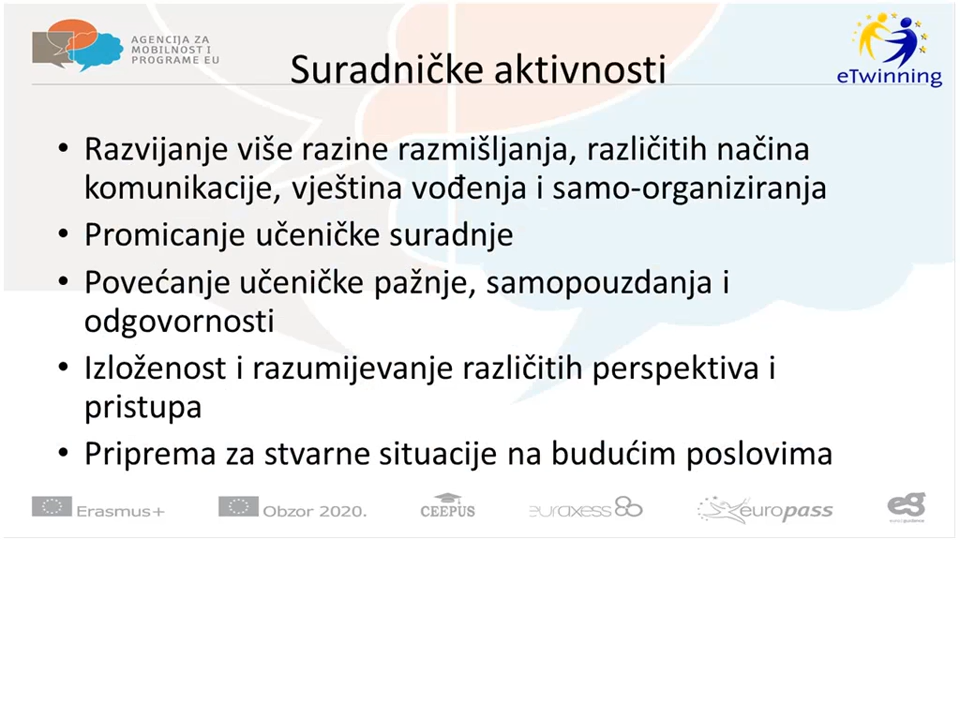 AGENCIJA ZA
MOBILNOST I
PROGRAME EU
eTwinning
Suradničke aktivnosti
• Razvijanje više razine razmišljanja, različitih načina
komunikacije, vještina vođenja i samo-organiziranja
• Promicanje učeničke suradnje
• Povećanje učeničke pažnje, samopouzdanja i
odgovornosti
• Izloženost i razumijevanje različitih perspektiva i
pristupa
• Priprema za stvarne situacije na budućim poslovima
Erasmus+
Obzor 2020.
CEEPUS
euraxess
europass
eg